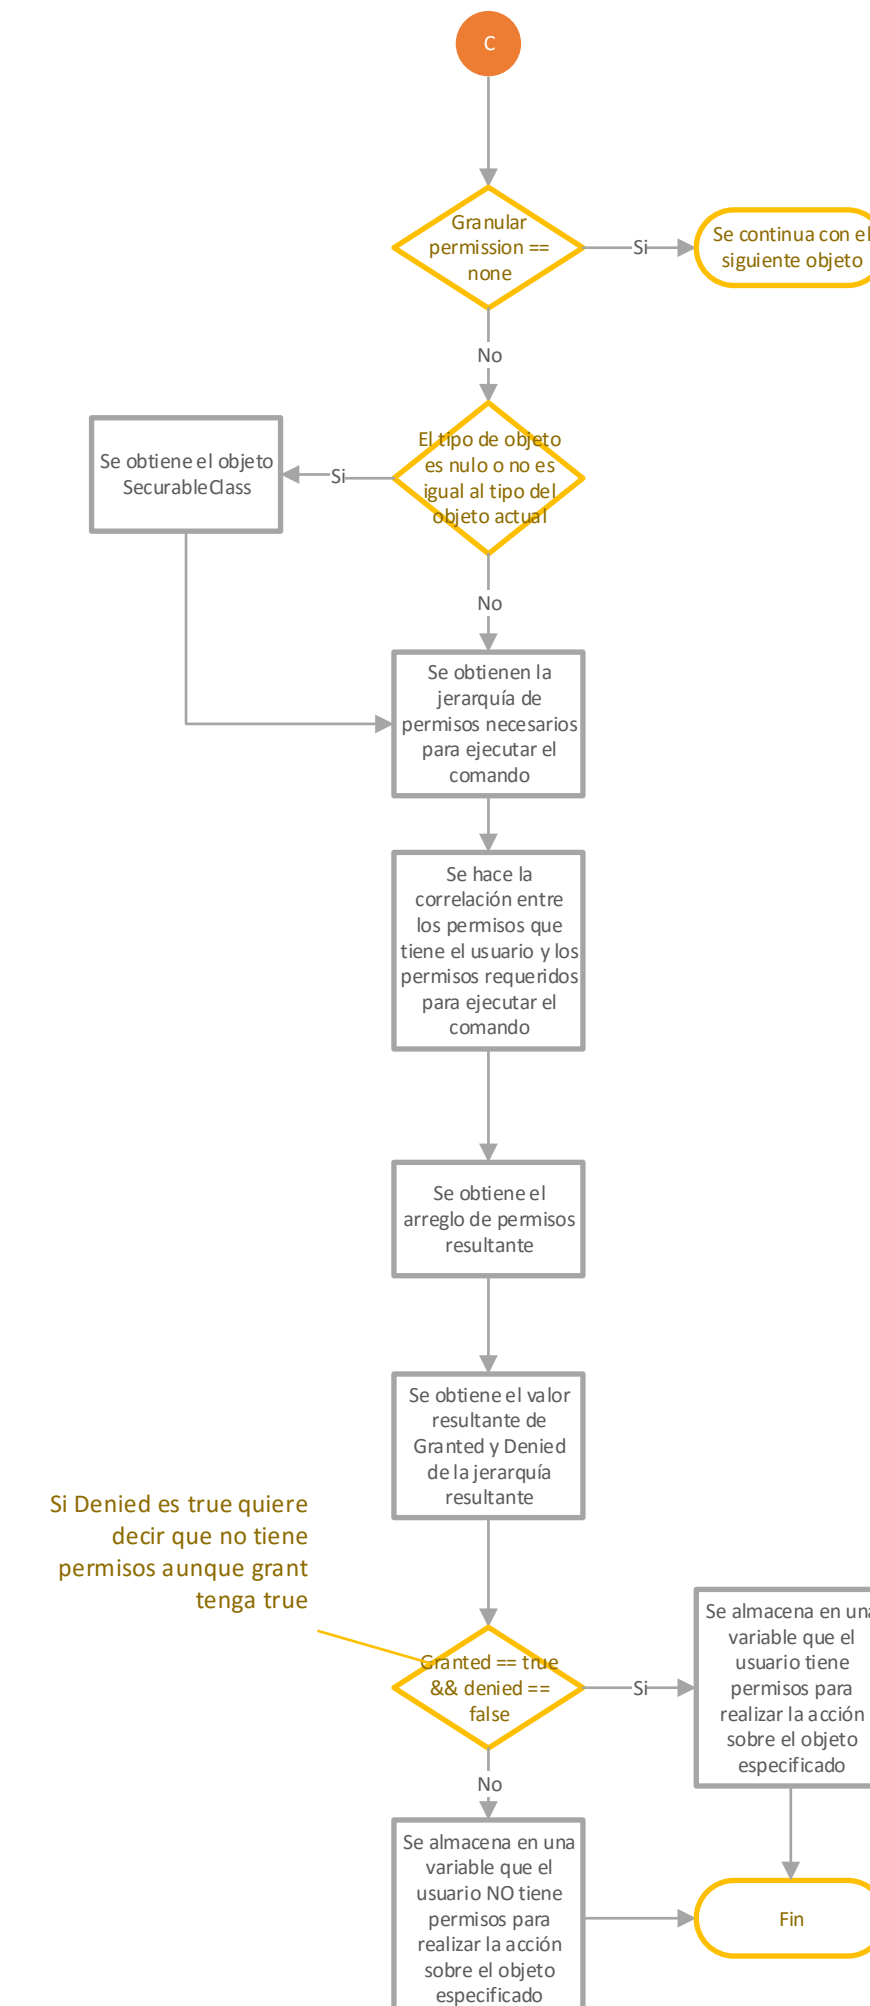 C
Granular
permission ==
none
Si
Se continua con el
siguiente objeto
No
El tipo de objeto
es nulo o no es
igual al tipo del
objeto actual
Si
Se obtiene el objeto
SecurableClass
No
Se obtienen la
jerarquía de
permisos necesarios
para ejecutar el
comando
Se hace la
correlación entre
los permisos que
tiene el usuario y los
permisos requeridos
para ejecutar el
comando
Se obtiene el
arreglo de permisos
resultante
Se obtiene el valor
resultante de
Granted y Denied
de la jerarquía
resultante
Si Denied es true quiere
decir que no tiene
permisos aunque grant
tenga true
Granted == true
&& denied ==
false
Si
Se almacena en una
variable que el
usuario tiene
permisos para
realizar la acción
sobre el objeto
especificado
No
Se almacena en una
variable que el
usuario NO tiene
permisos para
realizar la acción
sobre el objeto
especificado
Fin